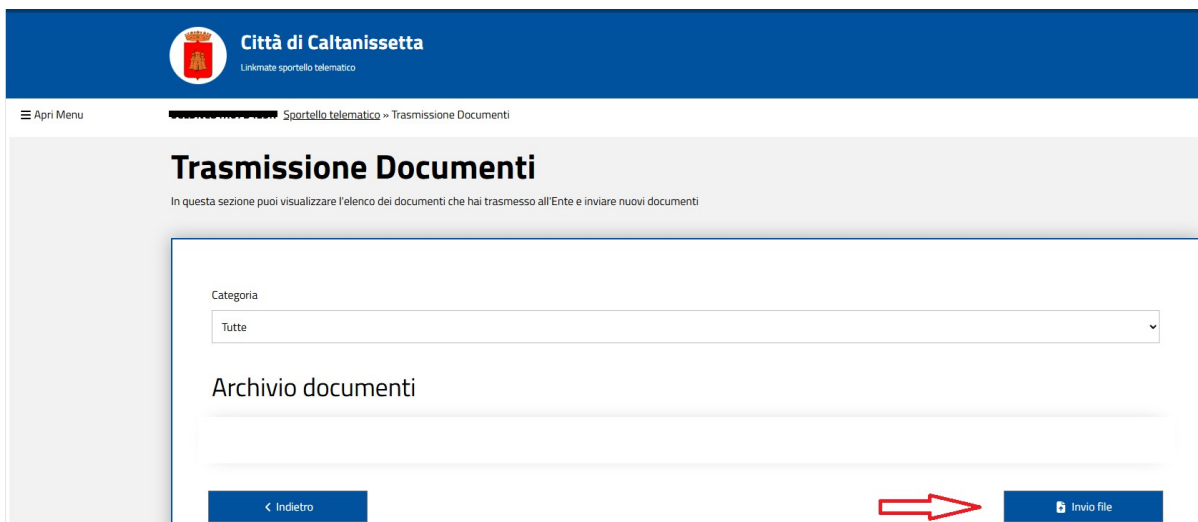 Città di Caltanissetta
Linkmate sportello telematico
Apri Menu
Sportello telematico » Trasmissione Documenti
Trasmissione Documenti
In questa sezione puoi visualizzare l'elenco dei documenti che hai trasmesso all'Ente e inviare nuovi documenti
Categoria
Tutte
Archivio documenti
Indietro
Invio file